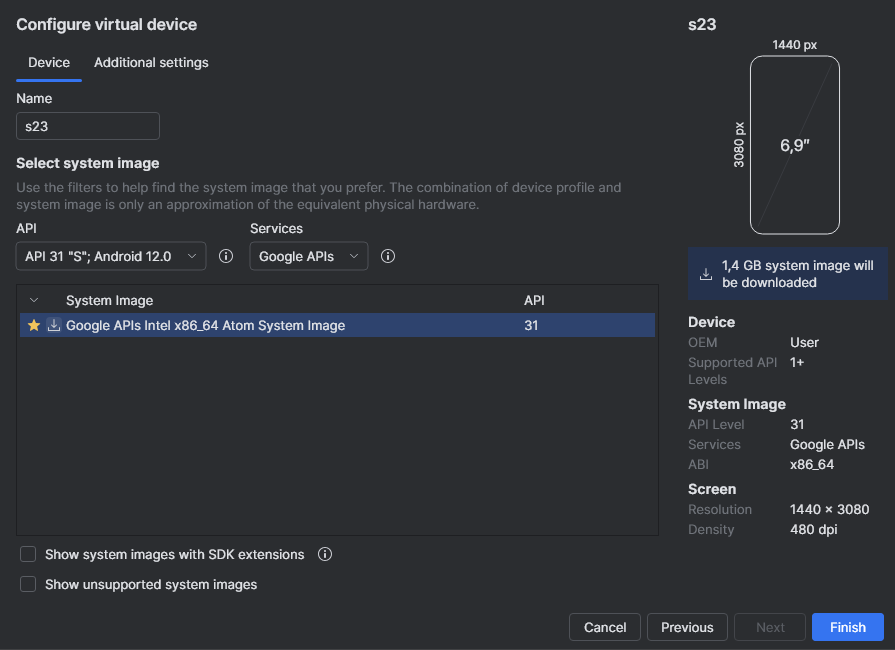 Configure virtual device
Device Additional settings
Name
s23
Select system image
Use the filters to help find the system image that you prefer. The combination of device profile and
system image is only an approximation of the equivalent physical hardware.
API Services
API 31 "S"; Android 12.0 Google APIs
System Image API
Google APIs Intel x86_64 Atom System Image 31
Show system images with SDK extensions
Show unsupported system images
s23
1440 px
3080 px
6,9″
1,4 GB system image will
be downloaded
Device
OEM User
Supported API 1+
Levels
System Image
API Level 31
Services Google APIs
ABI x86_64
Screen
Resolution 1440 × 3080
Density 480 dpi
Cancel Previous Next Finish